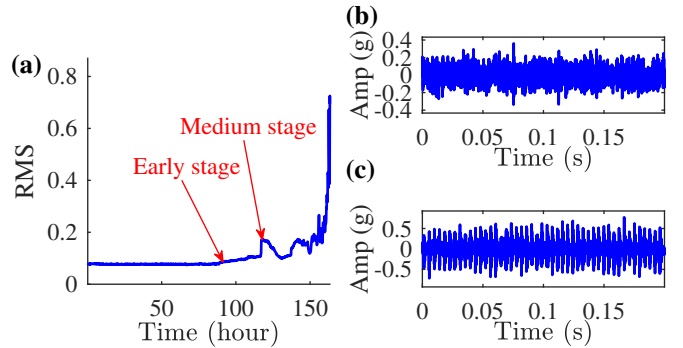 (a)
0.8
0.6
0.4
0.2
0
RMS
Medium stage
Early stage
50
100
150
Time (hour)
(b)
0.4
0.2
0
-0.2
-0.4
Amp (g)
0
0.05
0.1
0.15
Time (s)
(c)
0.5
0
-0.5
Amp (g)
0
0.05
0.1
0.15
Time (s)